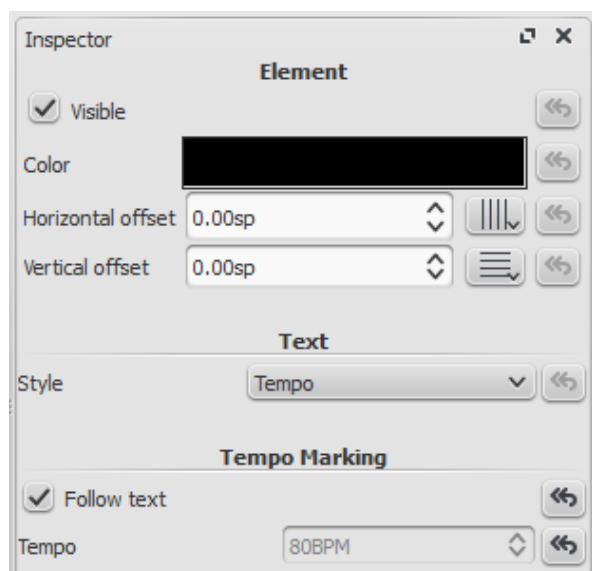 Inspector
Element
Visible
Color
Horizontal offset 0.00sp
Vertical offset 0.00sp
Text
Style Tempo
Tempo Marking
Follow text
Tempo 80BPM